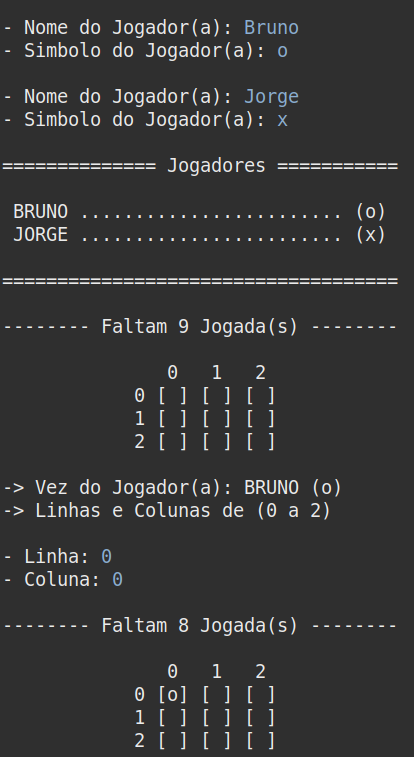 - Nome do Jogador(a): Bruno
- Simbolo do Jogador(a): o
- Nome do Jogador(a): Jorge
- Simbolo do Jogador(a): x
============== Jogadores ===========
BRUNO ........................ (o)
JORGE ........................ (x)
====================================
-------- Faltam 9 Jogada(s) --------
0 1 2
0 [ ] [ ] [ ]
1 [ ] [ ] [ ]
2 [ ] [ ] [ ]
-> Vez do Jogador(a): BRUNO (o)
-> Linhas e Colunas de (0 a 2)
- Linha: 0
- Coluna: 0
-------- Faltam 8 Jogada(s) --------
0 1 2
0 [o] [ ] [ ]
1 [ ] [ ] [ ]
2 [ ] [ ] [ ]